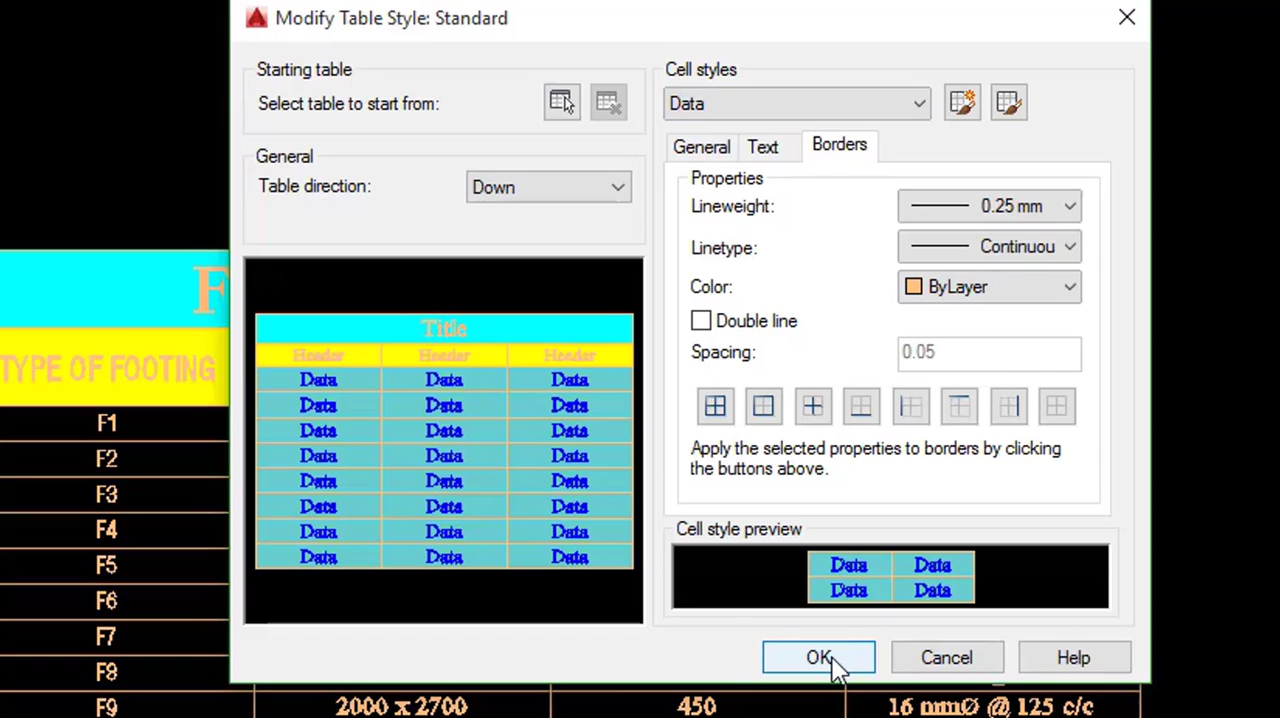 Modify Table Style: Standard
Starting table
Select table to start from:
General
Table direction:
Down
Cell styles
Data
General Text Borders
Properties
Lineweight:
0.25 mm
Linetype:
Continuou
Color:
ByLayer
Double line
Spacing:
0.05
Apply the selected properties to borders by clicking
the buttons above.
Cell style preview
Data Data
Data Data
Title
Header Header Header
Data Data Data
Data Data Data
Data Data Data
Data Data Data
Data Data Data
Data Data Data
Data Data Data
Data Data Data
OK
Cancel
Help
F
TYPE OF FOOTING
F1
F2
F3
F4
F5
F6
F7
F8
F9 2000 x 2700 450 16 mmØ @ 125 c/c